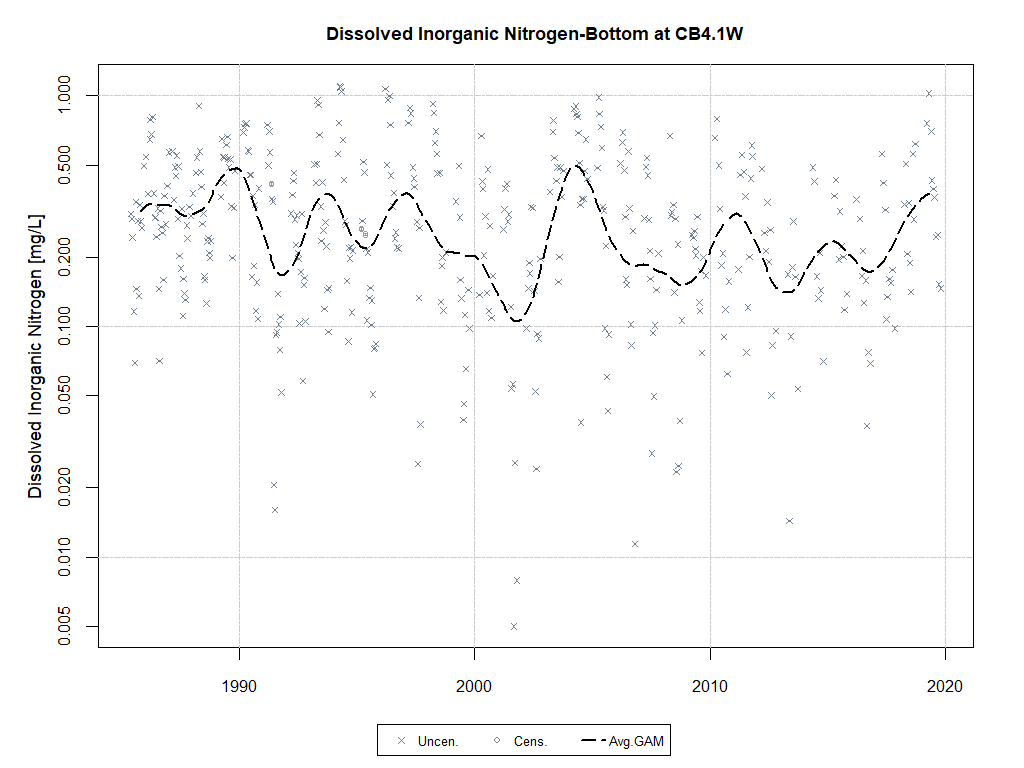 Dissolved Inorganic Nitrogen-Bottom at CB4.1W
Dissolved Inorganic Nitrogen [mg/L]
1.000
0.500
0.200
0.100
0.050
0.020
0.010
0.005
1990 2000 2010 2020
Uncen. Cens. Avg.GAM